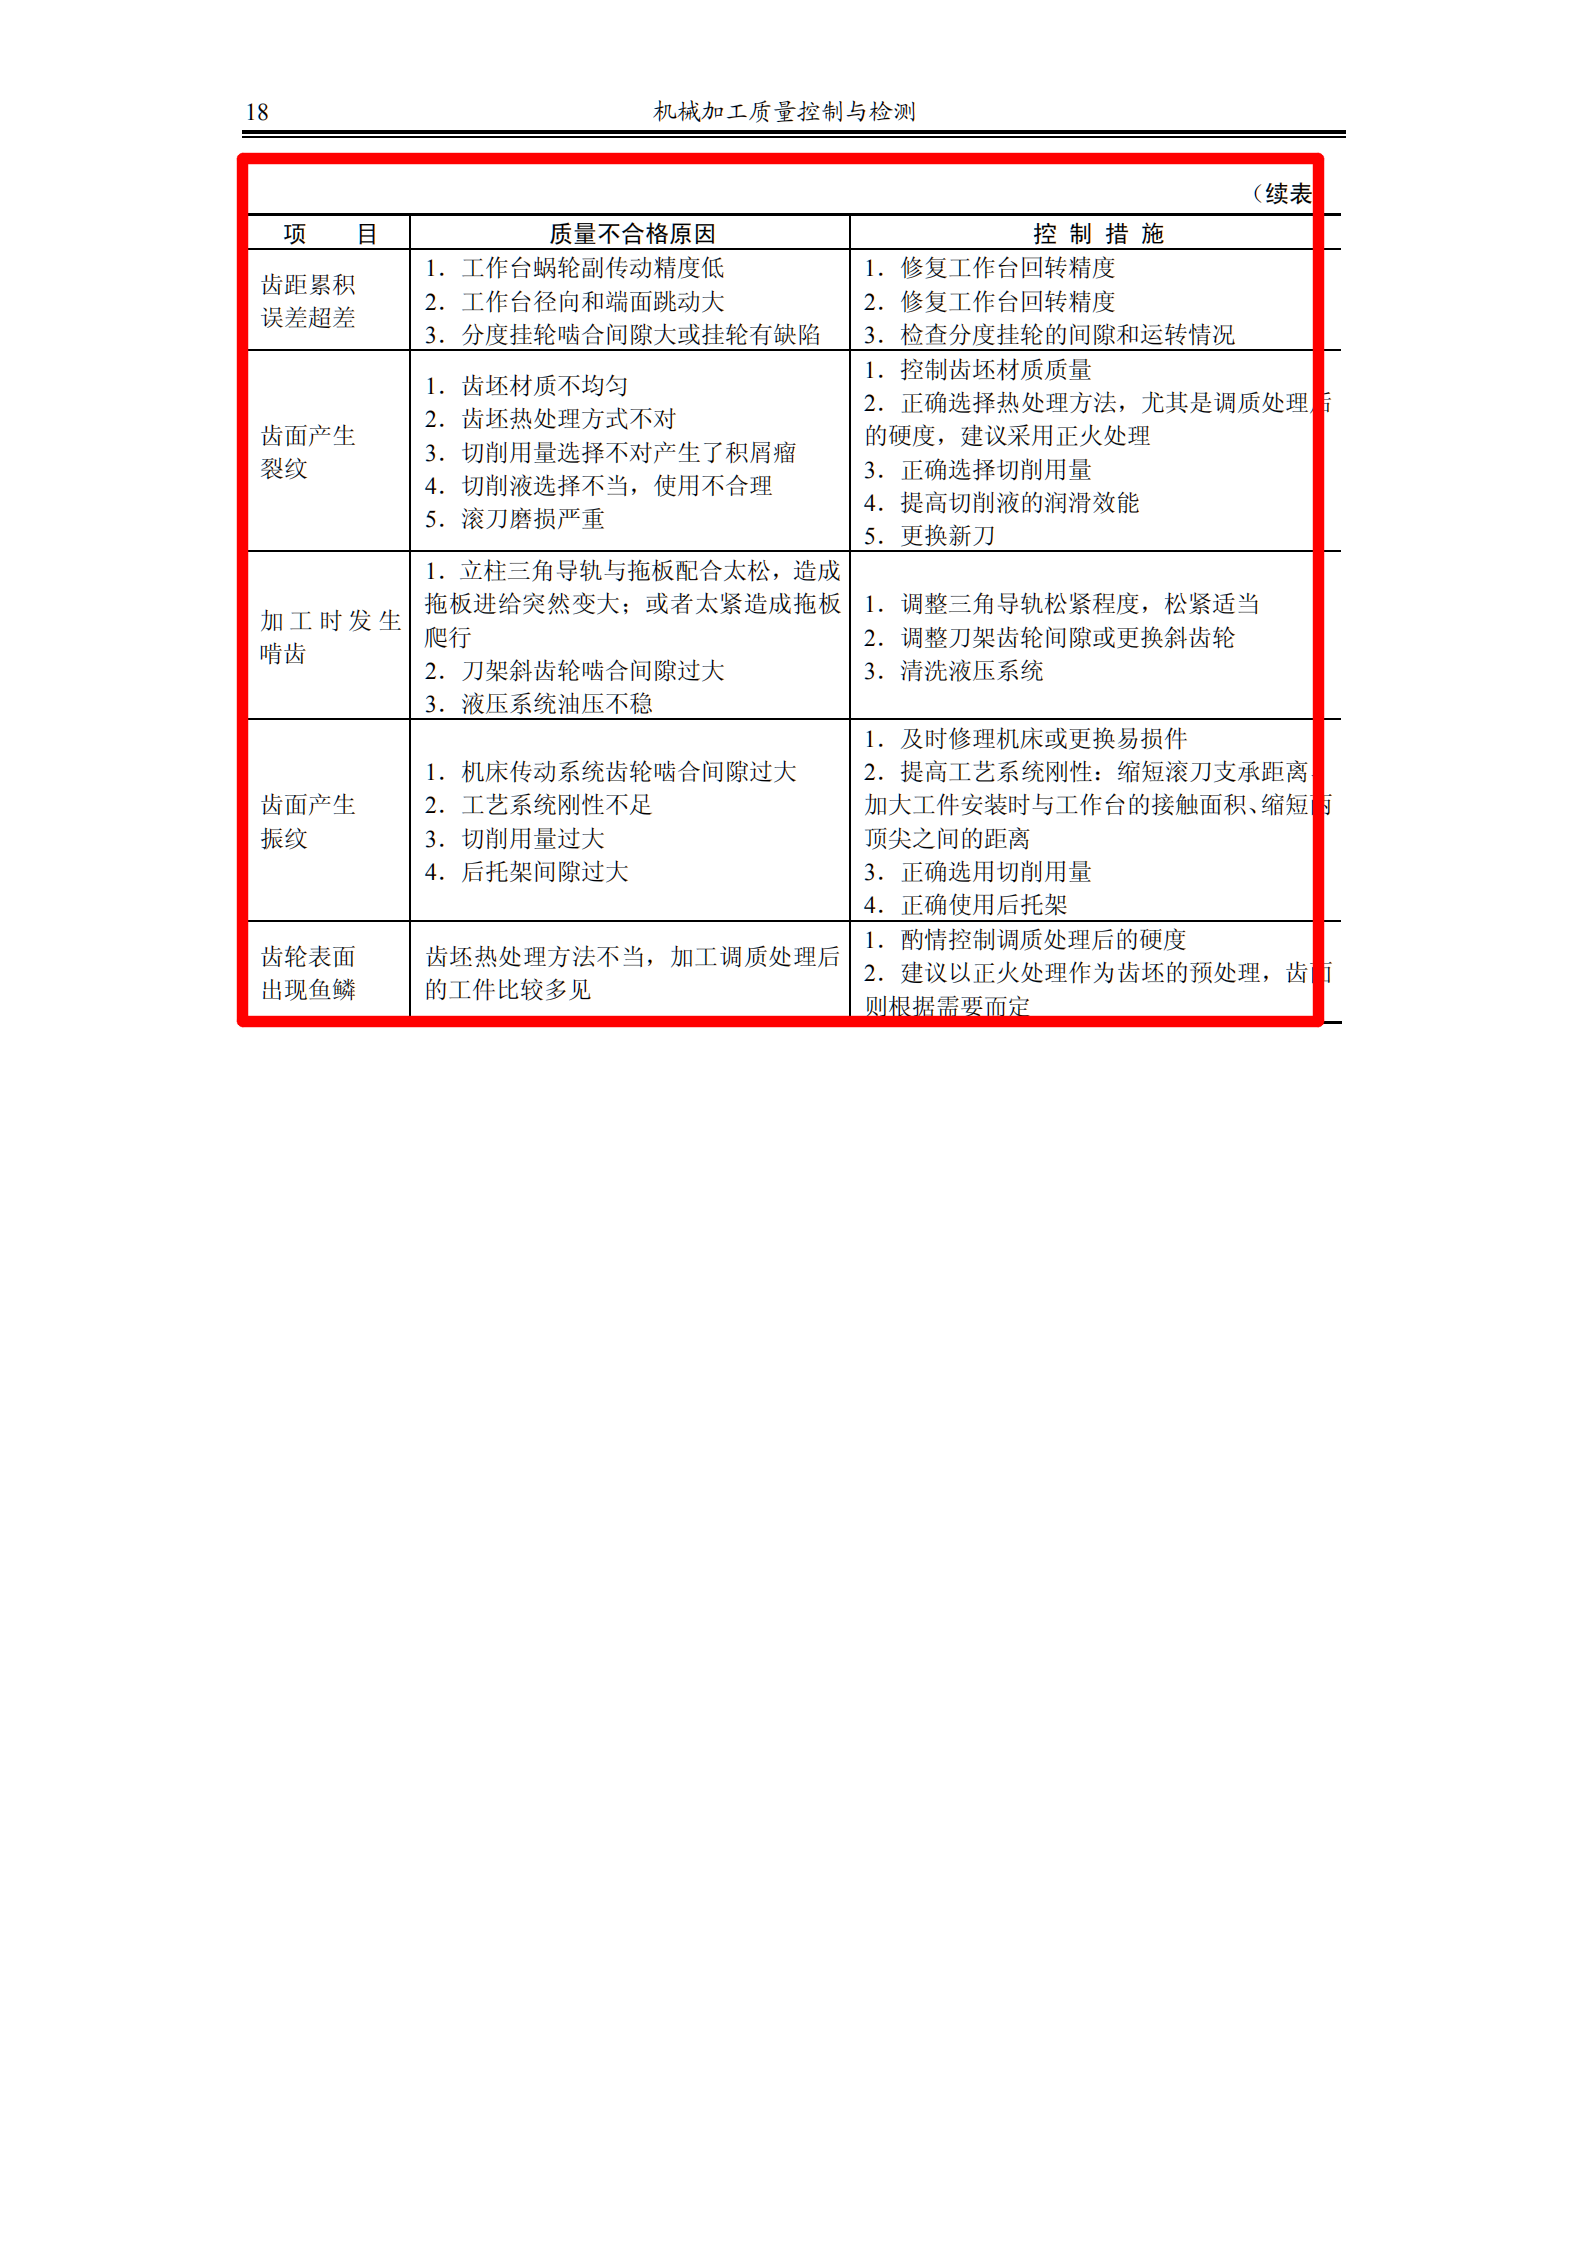 18
机械加工质量控制与检测
（续表
项 目
质量不合格原因
控 制 措 施
齿距累积
误差超差
1．工作台蜗轮副传动精度低
2．工作台径向和端面跳动大
3．分度挂轮啮合间隙大或挂轮有缺陷
1．修复工作台回转精度
2．修复工作台回转精度
3．检查分度挂轮的间隙和运转情况
齿面产生
裂纹
1．齿坯材质不均匀
2．齿坯热处理方式不对
3．切削用量选择不对产生了积屑瘤
4．切削液选择不当，使用不合理
5．滚刀磨损严重
1．控制齿坯材质质量
2．正确选择热处理方法，尤其是调质处理后
的硬度，建议采用正火处理
3．正确选择切削用量
4．提高切削液的润滑效能
5．更换新刀
加工时发生
啃齿
1．立柱三角导轨与拖板配合太松，造成
拖板进给突然变大；或者太紧造成拖板
爬行
2．刀架斜齿轮啮合间隙过大
3．液压系统油压不稳
1．调整三角导轨松紧程度，松紧适当
2．调整刀架齿轮间隙或更换斜齿轮
3．清洗液压系统
齿面产生
振纹
1．机床传动系统齿轮啮合间隙过大
2．工艺系统刚性不足
3．切削用量过大
4．后托架间隙过大
1．及时修理机床或更换易损件
2．提高工艺系统刚性：缩短滚刀支承距离、
加大工件安装时与工作台的接触面积、缩短两
顶尖之间的距离
3．正确选用切削用量
4．正确使用后托架
齿轮表面
出现鱼鳞
齿坯热处理方法不当，加工调质处理后
的工件比较多见
1．酌情控制调质处理后的硬度
2．建议以正火处理作为齿坯的预处理，齿面
则根据需要而定